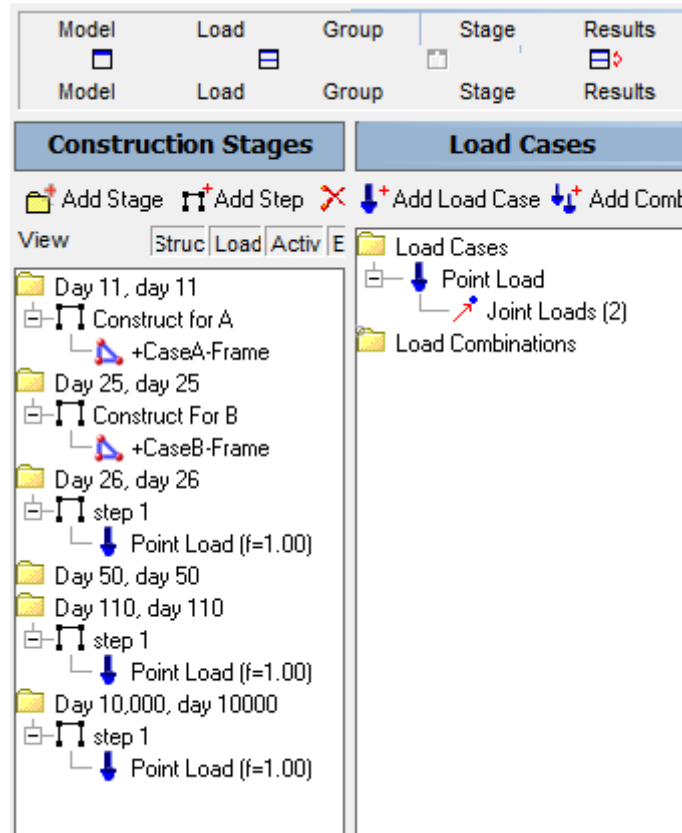 Model Load Group Stage Results
Model Load Group Stage Results
Construction Stages
Add Stage Add Step
View Struc Load Activ E
Day 11, day 11
Construct for A
+CaseA-Frame
Day 25, day 25
Construct For B
+CaseB-Frame
Day 26, day 26
step 1
Point Load (f=1.00)
Day 50, day 50
Day 110, day 110
step 1
Point Load (f=1.00)
Day 10,000, day 10000
step 1
Point Load (f=1.00)
Load Cases
Add Load Case Add Comb
Load Cases
Point Load
Joint Loads (2)
Load Combinations